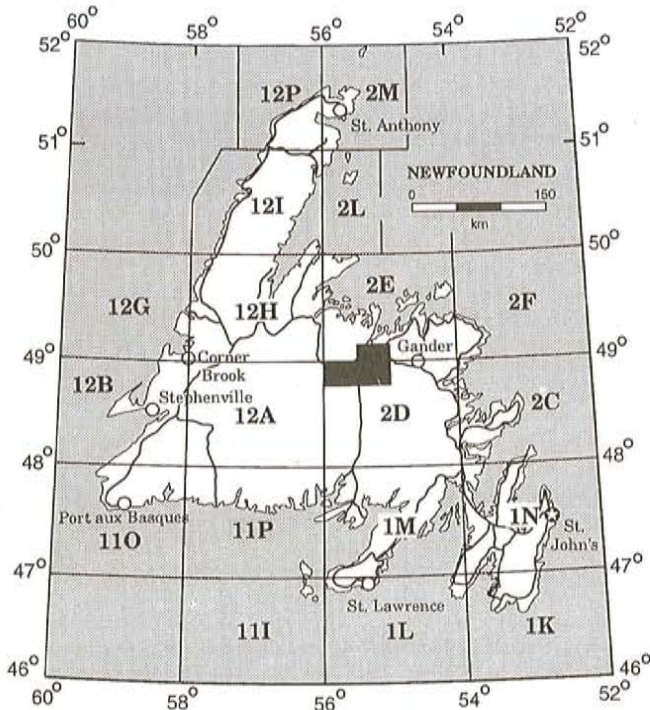 60° 58° 56° 54° 52°
52° 52°
12P 2M
St. Anthony
51° 51°
NEWFOUNDLAND
12I 0 150
2L km
50° 50°
12G 12H 2E 2F
Gander
49° 49°
Corner
Brook
12B Stephenville
12A 2D 2C
48° 48°
Port aux Basques 11P 1M 1N St.
John's
11O
47° 47°
St. Lawrence
11I 1L 1K
46° 46°
60° 58° 56° 54° 52°